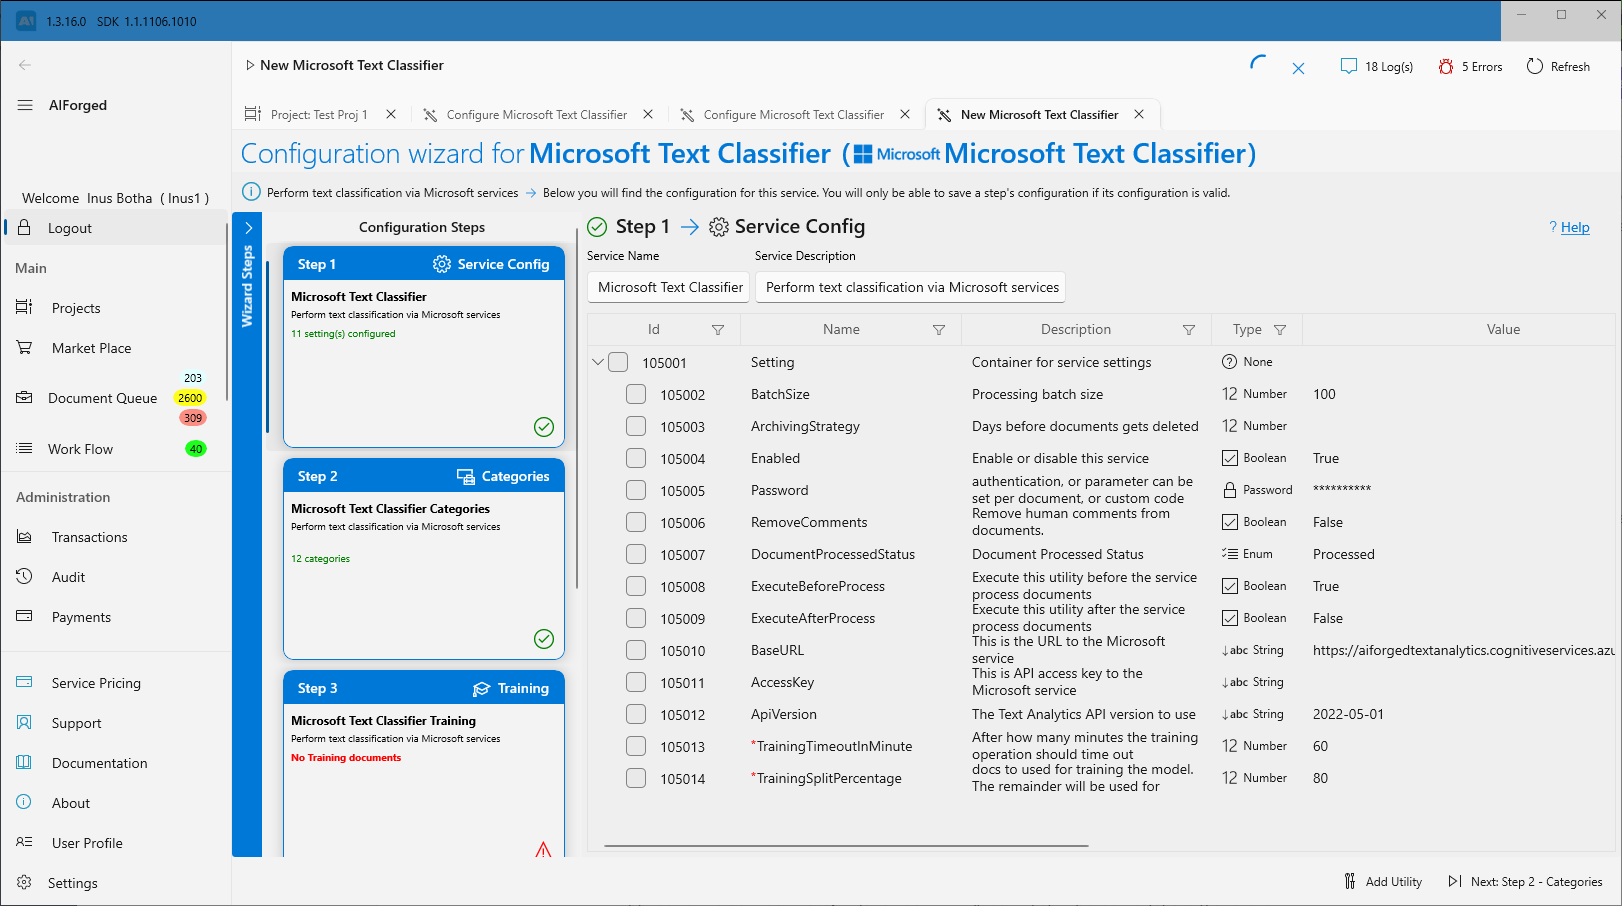 1.3.16.0 SDK 1.1.1106.1010
New Microsoft Text Classifier
18 Log(s)
5 Errors
Refresh
AIForged
Project: Test Proj 1
Configure Microsoft Text Classifier
Configure Microsoft Text Classifier
New Microsoft Text Classifier
Configuration wizard for Microsoft Text Classifier ( Microsoft Microsoft Text Classifier)
Perform text classification via Microsoft services → Below you will find the configuration for this service. You will only be able to save a step's configuration if its configuration is valid.
Welcome Inus Botha ( Inus1 )
Logout
Main
Projects
Market Place
203
Document Queue 2600
309
Work Flow 40
Administration
Transactions
Audit
Payments
Service Pricing
Support
Documentation
About
User Profile
Settings
Wizard Steps
Configuration Steps
Step 1 Service Config
Microsoft Text Classifier
Perform text classification via Microsoft services
11 setting(s) configured
Step 2 Categories
Microsoft Text Classifier Categories
Perform text classification via Microsoft services
12 categories
Step 3 Training
Microsoft Text Classifier Training
Perform text classification via Microsoft services
No Training documents
Step 1 → Service Config
? Help
Service Name Service Description
Microsoft Text Classifier Perform text classification via Microsoft services
Id Name Description Type Value
105001 Setting Container for service settings None
105002 BatchSize Processing batch size 12 Number 100
105003 ArchivingStrategy Days before documents gets deleted 12 Number
105004 Enabled Enable or disable this service Boolean True
105005 Password authentication, or parameter can be set per document, or custom code Password **********
105006 RemoveComments Remove human comments from documents. Boolean False
105007 DocumentProcessedStatus Document Processed Status Enum Processed
105008 ExecuteBeforeProcess Execute this utility before the service process documents Boolean True
105009 ExecuteAfterProcess Execute this utility after the service process documents Boolean False
105010 BaseURL This is the URL to the Microsoft service ↓abc String https://aiforgedtextanalytics.cognitiveservices.azu
105011 AccessKey This is API access key to the Microsoft service ↓abc String
105012 ApiVersion The Text Analytics API version to use ↓abc String 2022-05-01
105013 *TrainingTimeoutInMinute After how many minutes the training operation should time out 12 Number 60
105014 *TrainingSplitPercentage docs to used for training the model. The remainder will be used for 12 Number 80
Add Utility
Next: Step 2 - Categories